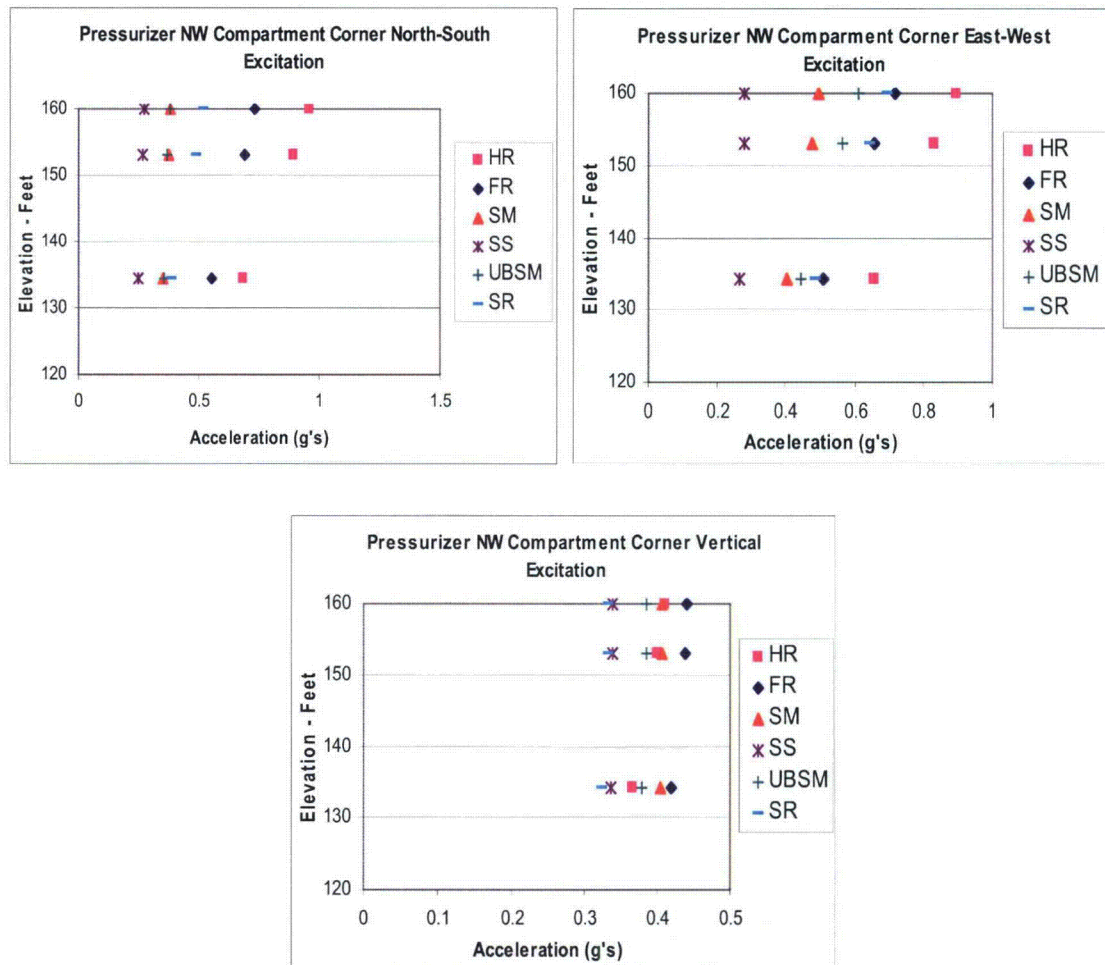 Pressurizer NW Compartment Corner North-South
Excitation
160
150
140
130
120
0
0.5
1
1.5
Elevation - Feet
Acceleration (g's)
HR
FR
SM
SS
UBSM
SR
Pressurizer NW Comparment Corner East-West
Excitation
160
150
140
130
120
0
0.2
0.4
0.6
0.8
1
Elevation - Feet
Acceleration (g's)
HR
FR
SM
SS
UBSM
SR
Pressurizer NW Compartment Corner Vertical
Excitation
160
150
140
130
120
0
0.1
0.2
0.3
0.4
0.5
Elevation - Feet
Acceleration (g's)
HR
FR
SM
SS
UBSM
SR